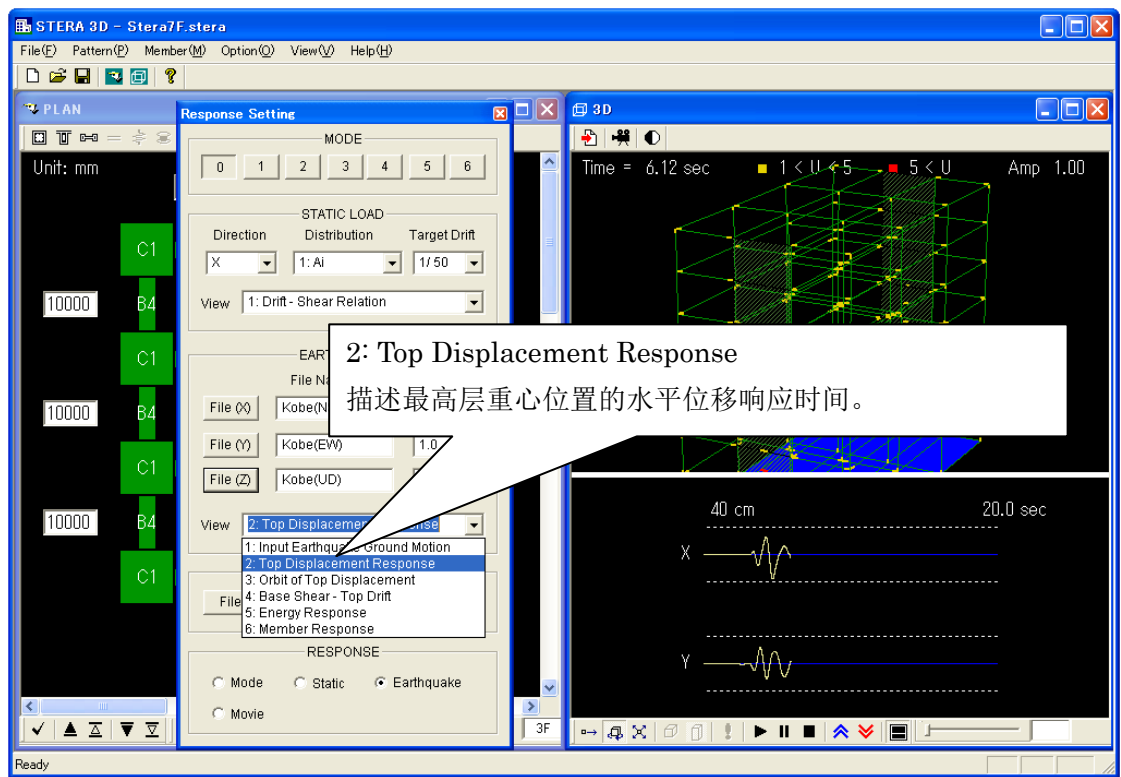 STERA 3D - Stera7F.stera
File(F) Pattern(P) Member(M) Option(O) View(V) Help(H)
PLAN
Unit: mm
C1
10000 B4
C1
10000 B4
C1
10000 B4
C1
3F
Response Setting
MODE
0 1 2 3 4 5 6
STATIC LOAD
Direction Distribution Target Drift
X 1: Ai 1/ 50
View 1: Drift - Shear Relation
File (X)
File (Y) Kobe(EW) 1.0
File (Z) Kobe(UD)
View 2: Top Displacement
1: Input Earthquake Ground Motion
2: Top Displacement Response
3: Orbit of Top Displacement
4: Base Shear - Top Drift
5: Energy Response
6: Member Response
File
RESPONSE
Mode Static Earthquake
Movie
2: Top Displacement Response
描述最高层重心位置的水平位移响应时间。
3D
Time = 6.12 sec 1 < U < 5 5 < U Amp 1.00
40 cm 20.0 sec
X
Y
Ready